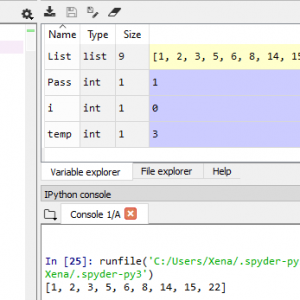 Name Type Size
List list 9 [1, 2, 3, 5, 6, 8, 14, 15
Pass int 1 1
i int 1 0
temp int 1 3
Variable explorer File explorer Help
IPython console
Console 1/A
In [25]: runfile('C:/Users/Xena/.spyder-py
Xena/.spyder-py3')
[1, 2, 3, 5, 6, 8, 14, 15, 22]